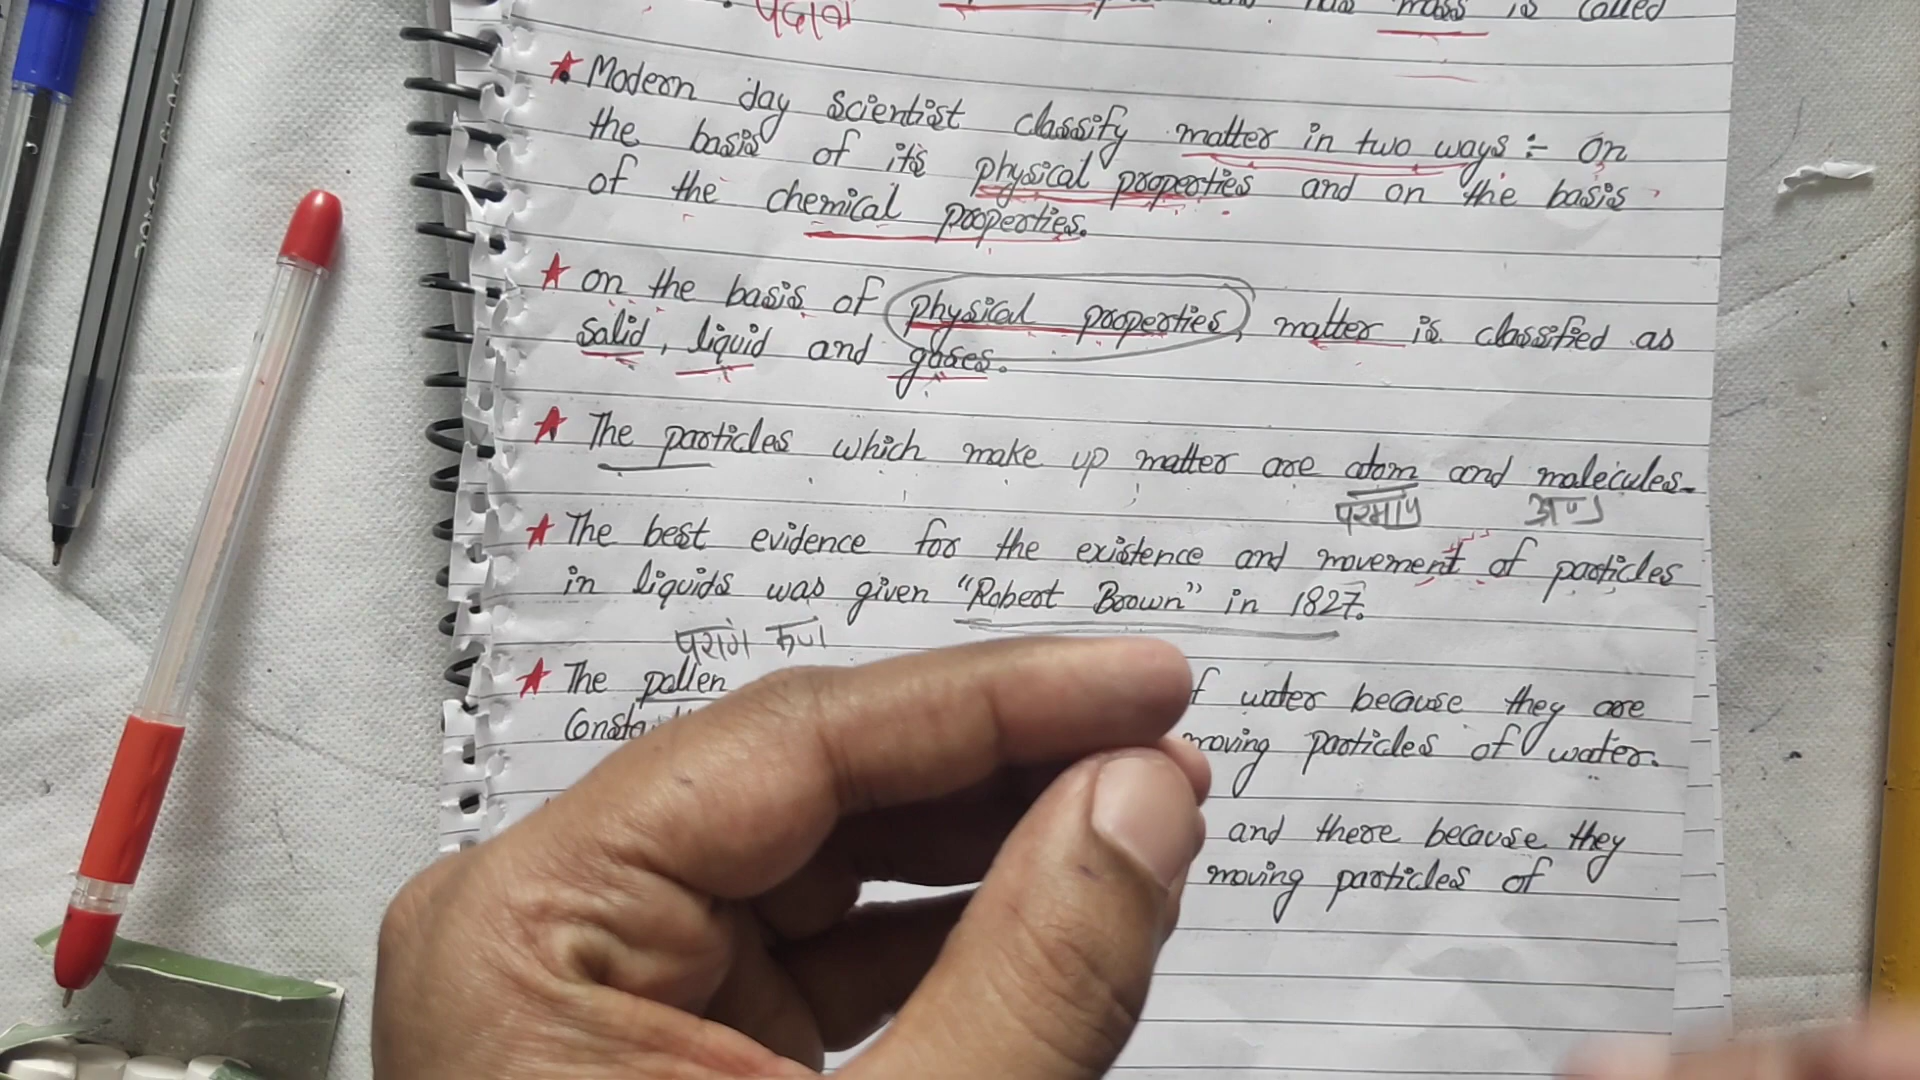 पदार्थ
mass is called
★ Modern day scientist classify matter in two ways :- on
the basis of its physical properties and on the basis
of the chemical properties.
★ on the basis of physical properties, matter is classified as
salid, liquid and gases.
★ The particles which make up matter are atom and malecules.
परमाणु अणु
★ The best evidence for the existence and movement of particles
in liquids was given "Robert Brown" in 1827.
पराग कण
★ The pollen water because they are
moving particles of water.
and there because they
moving particles of